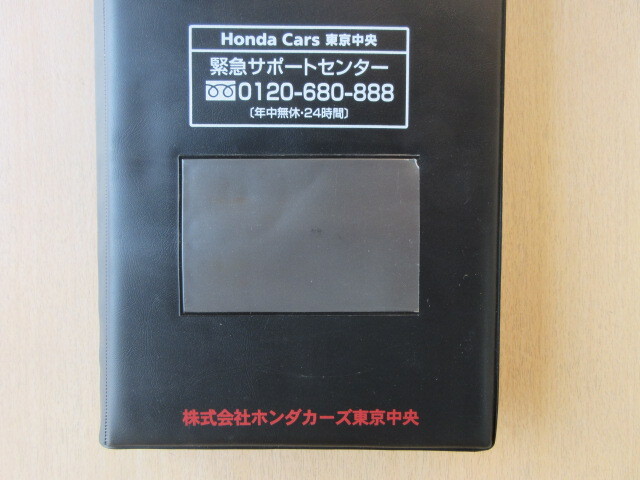 Honda Cars 東京中央
緊急サポートセンター
0120-680-888
〔年中無休・24時間〕
株式会社ホンダカーズ東京中央